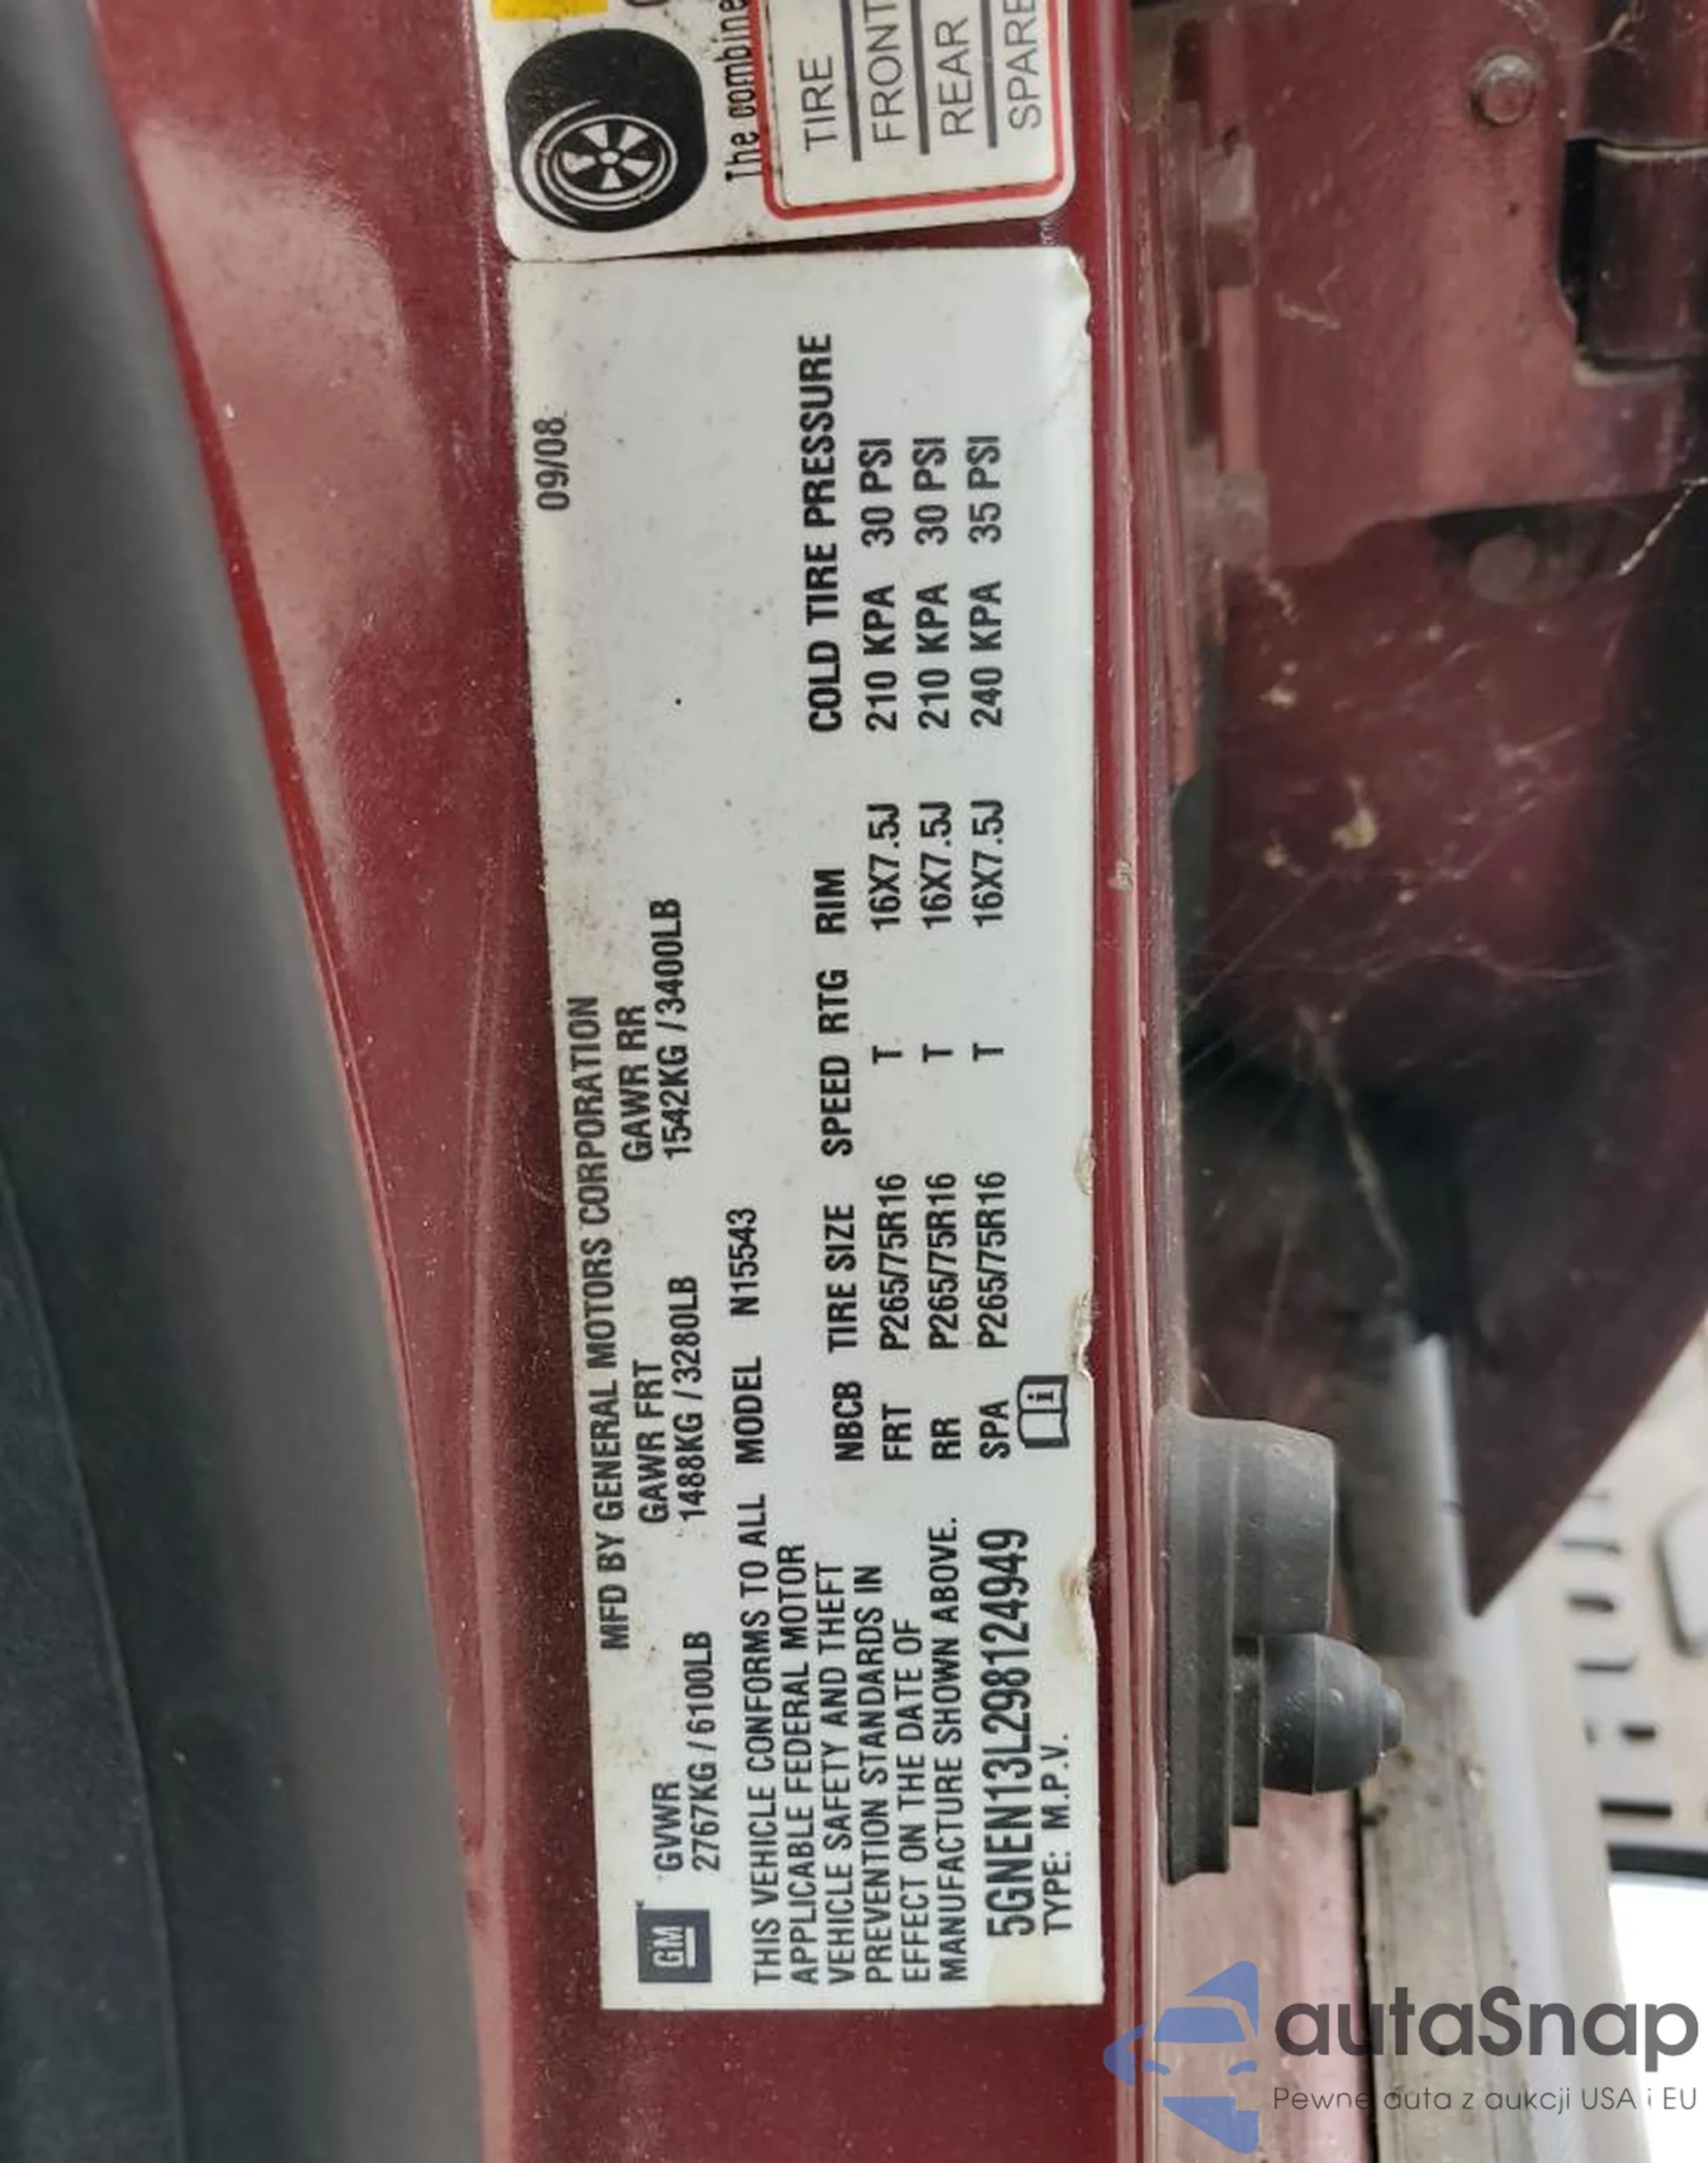 09/08
MFD BY GENERAL MOTORS CORPORATION
GVWR GAWR FRT GAWR RR
2767KG / 6100LB 1488KG / 3280LB 1542KG / 3400LB
GM
THIS VEHICLE CONFORMS TO ALL
APPLICABLE FEDERAL MOTOR
VEHICLE SAFETY AND THEFT
PREVENTION STANDARDS IN
EFFECT ON THE DATE OF
MANUFACTURE SHOWN ABOVE.
5GNEN13L298124949
TYPE: M.P.V.
MODEL N15543
NBCB TIRE SIZE SPEED RTG RIM COLD TIRE PRESSURE
FRT P265/75R16 T 16X7.5J 210 KPA 30 PSI
RR P265/75R16 T 16X7.5J 210 KPA 30 PSI
SPA P265/75R16 T 16X7.5J 240 KPA 35 PSI
i
The combine
TIRE
FRONT
REAR
SPARE
autaSnap
Pewne auta z aukcji USA i EU